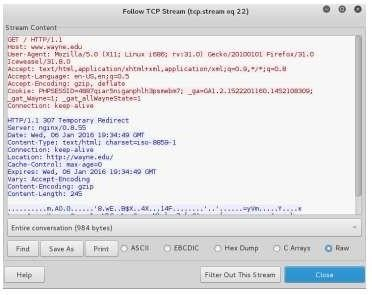 Follow TCP Stream (tcp.stream eq 22)
Stream Content
GET / HTTP/1.1
Host: www.wayne.edu
User-Agent: Mozilla/5.0 (X11; Linux i686; rv:31.0) Gecko/20100101 Firefox/31.0
Iceweasel/31.8.0
Accept: text/html,application/xhtml+xml,application/xml;q=0.9,*/*;q=0.8
Accept-Language: en-US,en;q=0.5
Accept-Encoding: gzip, deflate
Cookie: _ga=GA1.2.1522201160.1452108309;
_gat_Wayne=1; _gat_allWayneState=1
Connection: keep-alive
HTTP/1.1 307 Temporary Redirect
Server: nginx/0.8.55
Date: Wed, 06 Jan 2016 19:34:49 GMT
Content-Type: text/html; charset=iso-8859-1
Connection: keep-alive
Location: http://wayne.edu/
Cache-Control: max-age=0
Expires: Wed, 06 Jan 2016 19:34:49 GMT
Vary: Accept-Encoding
Content-Encoding: gzip
Content-Length: 245
Entire conversation (984 bytes)
Find Save As Print ASCII EBCDIC Hex Dump C Arrays Raw
Help Filter Out This Stream Close